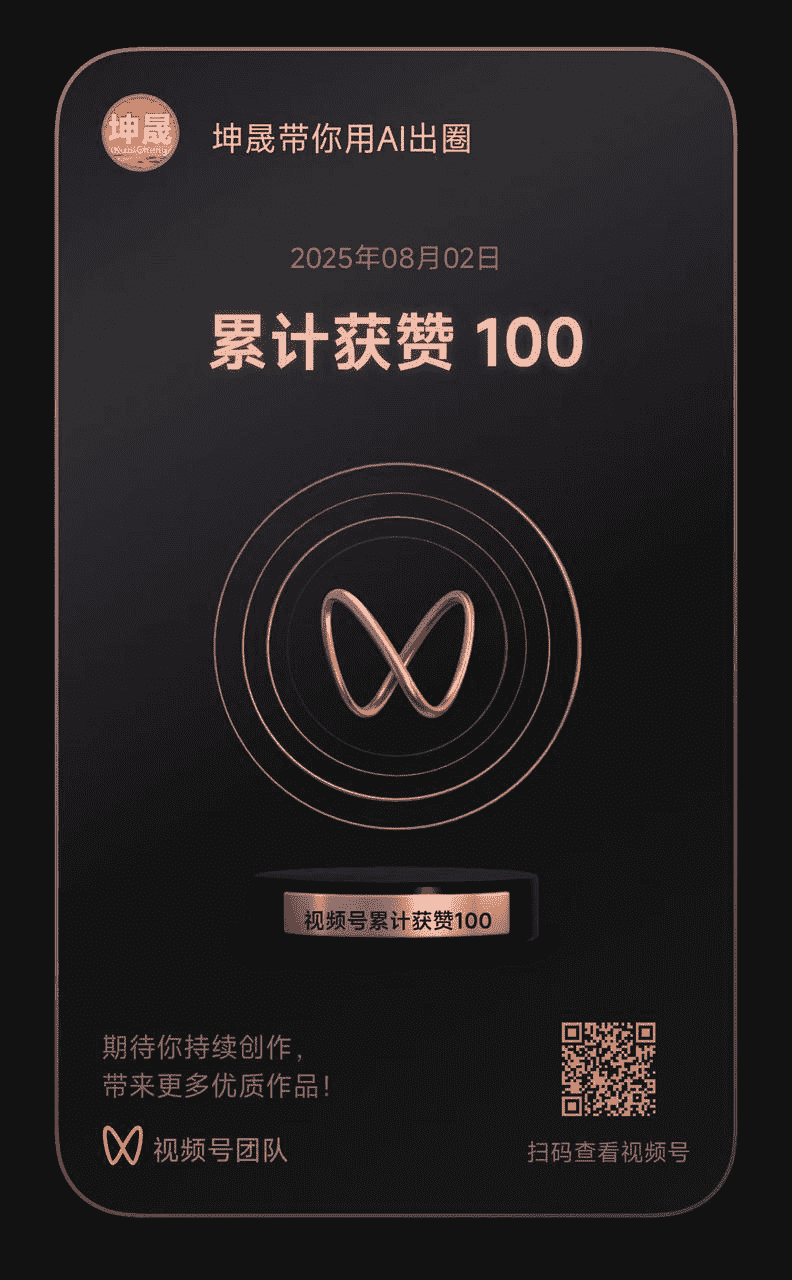 坤晟
坤晟带你用AI出圈
2025年08月02日
累计获赞 100
视频号累计获赞100
期待你持续创作，
带来更多优质作品！
视频号团队
扫码查看视频号